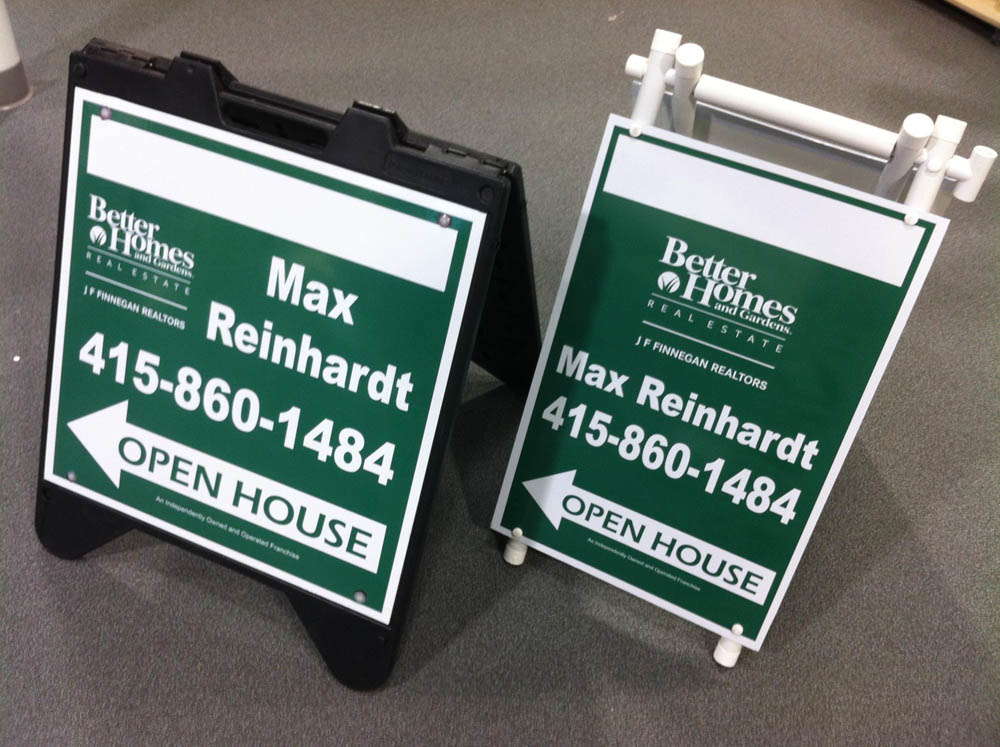 Better
Homes
and Gardens.
REAL ESTATE
J F FINNEGAN REALTORS
Max
Reinhardt
415-860-1484
OPEN HOUSE
An Independently Owned and Operated Franchise
Better
Homes
and Gardens.
REAL ESTATE
J F FINNEGAN REALTORS
Max Reinhardt
415-860-1484
OPEN HOUSE
An Independently Owned and Operated Franchise